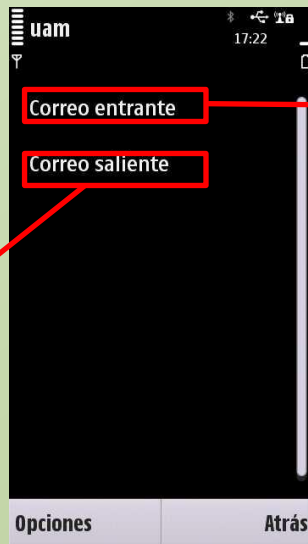 uam
17:22
Correo entrante
Correo saliente
Opciones
Atrás